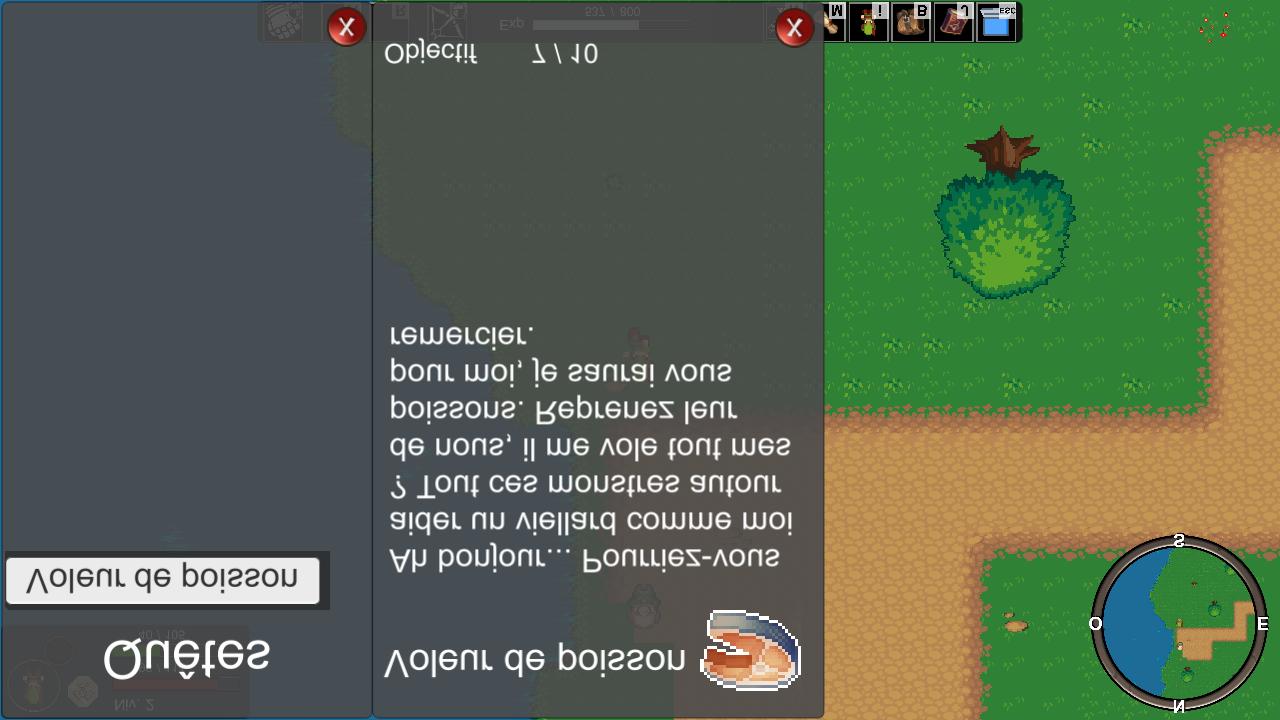 Quêtes
Voleur de poisson
Voleur de poisson
Ah bonjour... Pourriez-vous
aider un viellard comme moi
? Tout ces monstres autour
de nous, il me vole tout mes
poissons. Reprenez leur
pour moi, je saurai vous
remercier.
Objectif 7 / 10
Niv. 2
Exp 537 / 800
R
M
I
B
J
ESC
X
X
N
O
E
S